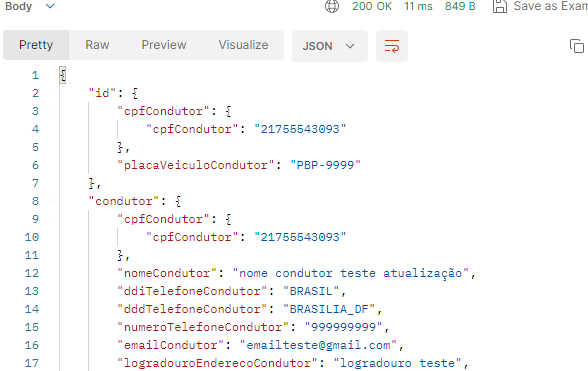 Body 200 OK 11 ms 849 B Save as Exam
Pretty Raw Preview Visualize JSON
1 {
2 "id": {
3 "cpfCondutor": {
4 "cpfCondutor": "21755543093"
5 },
6 "placaVeiculoCondutor": "PBP-9999"
7 },
8 "condutor": {
9 "cpfCondutor": {
10 "cpfCondutor": "21755543093"
11 },
12 "nomeCondutor": "nome condutor teste atualização",
13 "ddiTelefoneCondutor": "BRASIL",
14 "dddTelefoneCondutor": "BRASILIA_DF",
15 "numeroTelefoneCondutor": "999999999",
16 "emailCondutor": "emailteste@gmail.com",
17 "logradouroEnderecoCondutor": "logradouro teste",